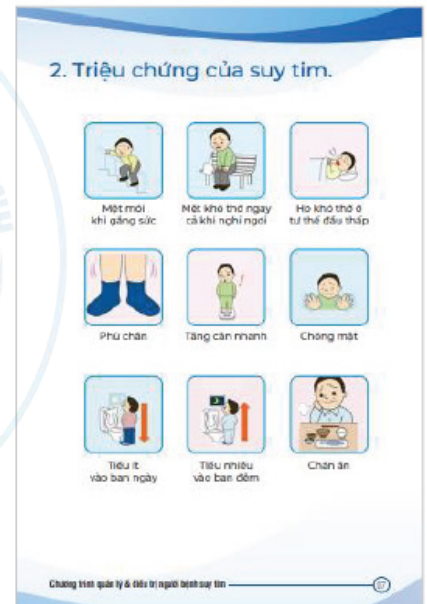 2. Triệu chứng của suy tim.
Mệt mỏi
khi gắng sức
Mệt khó thở ngay
cả khi nghỉ ngơi
Ho khó thở ở
tư thế đầu thấp
Phù chân
Tăng cân nhanh
Chóng mặt
Tiểu ít
vào ban ngày
Tiểu nhiều
vào ban đêm
Chán ăn
Chương trình quản lý & điều trị người bệnh suy tim
07